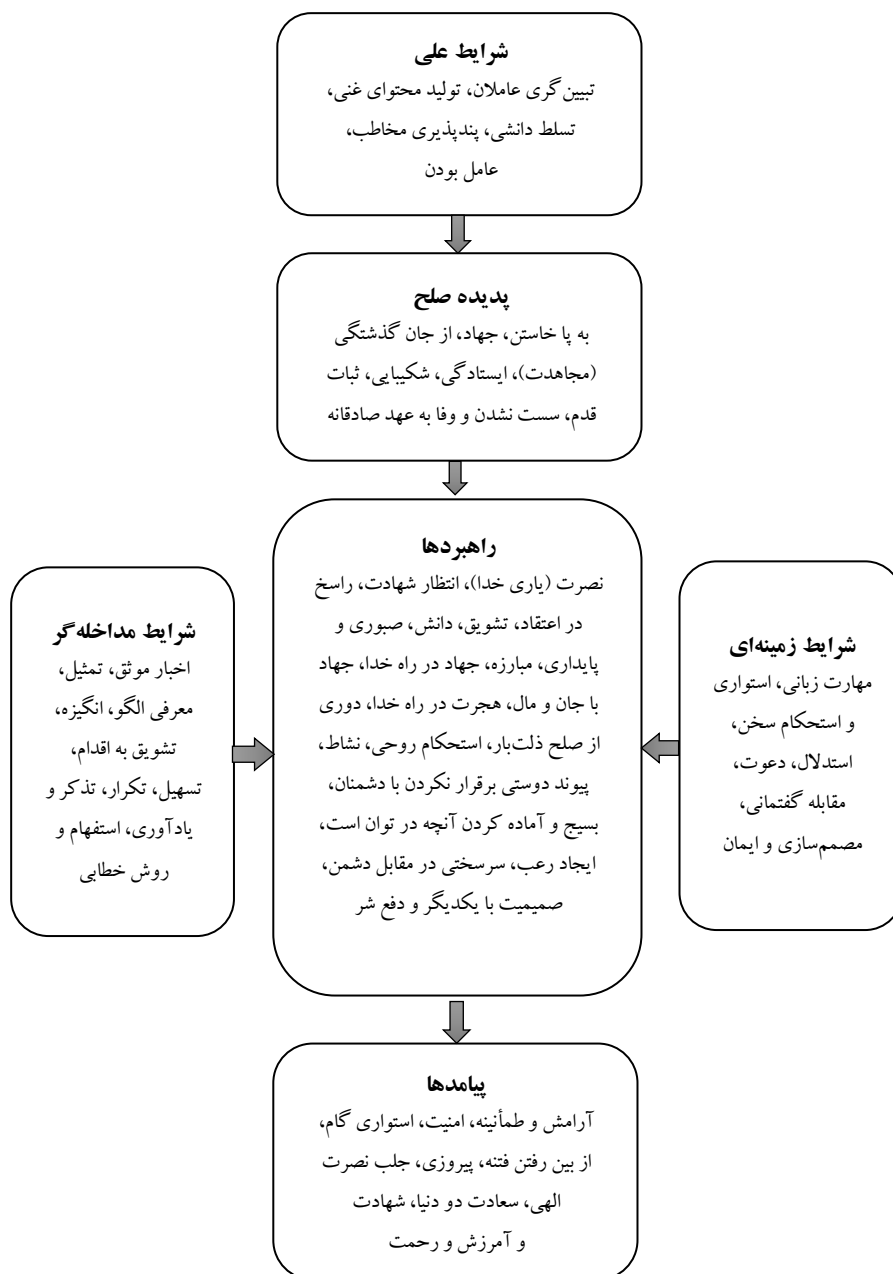 شرایط علی
تبیین‌گری عاملان، تولید محتوای غنی،
تسلط دانشی، پندپذیری مخاطب،
عامل بودن
پدیده صلح
به پا خاستن، جهاد، از جان گذشتگی
(مجاهدت)، ایستادگی، شکیبایی، ثبات
قدم، سست نشدن و وفا به عهد صادقانه
شرایط زمینه‌ای
مهارت زبانی، استواری
و استحکام سخن،
استدلال، دعوت،
مقابله گفتمانی،
مصمم‌سازی و ایمان
راهبردها
نصرت (یاری خدا)، انتظار شهادت، راسخ
در اعتقاد، تشویق، دانش، صبوری و
پایداری، مبارزه، جهاد در راه خدا، جهاد
با جان و مال، هجرت در راه خدا، دوری
از صلح ذلت‌بار، استحکام روحی، نشاط،
پیوند دوستی برقرار نکردن با دشمنان،
بسیج و آماده کردن آنچه در توان است،
ایجاد رعب، سرسختی در مقابل دشمن،
صمیمیت با یکدیگر و دفع شر
شرایط مداخله‌گر
اخبار موثق، تمثیل،
معرفی الگو، انگیزه،
تشویق به اقدام،
تسهیل، تکرار، تذکر و
یادآوری، استفهام و
روش خطابی
پیامدها
آرامش و طمأنینه، امنیت، استواری گام،
از بین رفتن فتنه، پیروزی، جلب نصرت
الهی، سعادت دو دنیا، شهادت
و آمرزش و رحمت